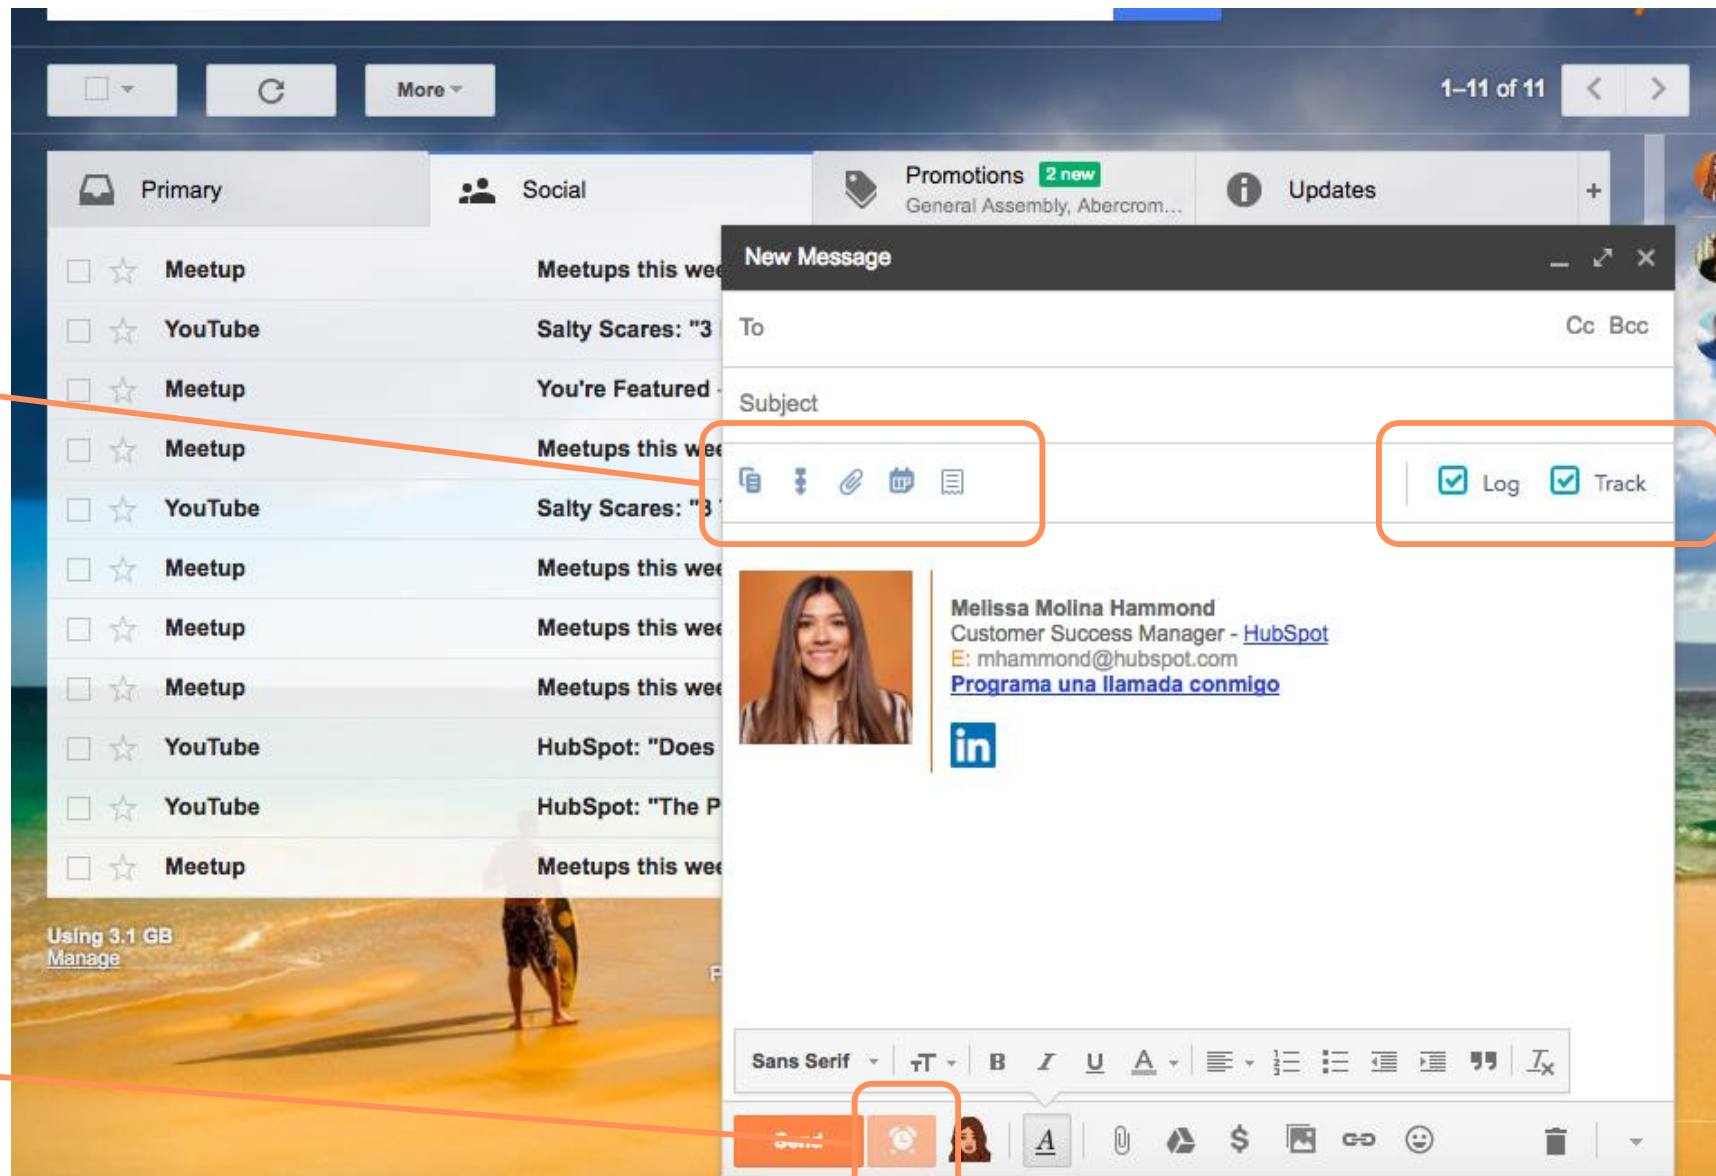 More
1–11 of 11
Primary
Social
Promotions 2 new
General Assembly, Abercrom...
Updates
+
Meetup Meetups this wee
YouTube Salty Scares: "3
Meetup You're Featured -
Meetup Meetups this wee
YouTube Salty Scares: "3
Meetup Meetups this wee
Meetup Meetups this wee
Meetup Meetups this wee
YouTube HubSpot: "Does
YouTube HubSpot: "The P
Meetup Meetups this wee
Using 3.1 GB
Manage
New Message
To Cc Bcc
Subject
Log Track
Melissa Molina Hammond
Customer Success Manager - HubSpot
E: mhammond@hubspot.com
Programa una llamada conmigo
in
Sans Serif TT B I U A Tx
Send A $